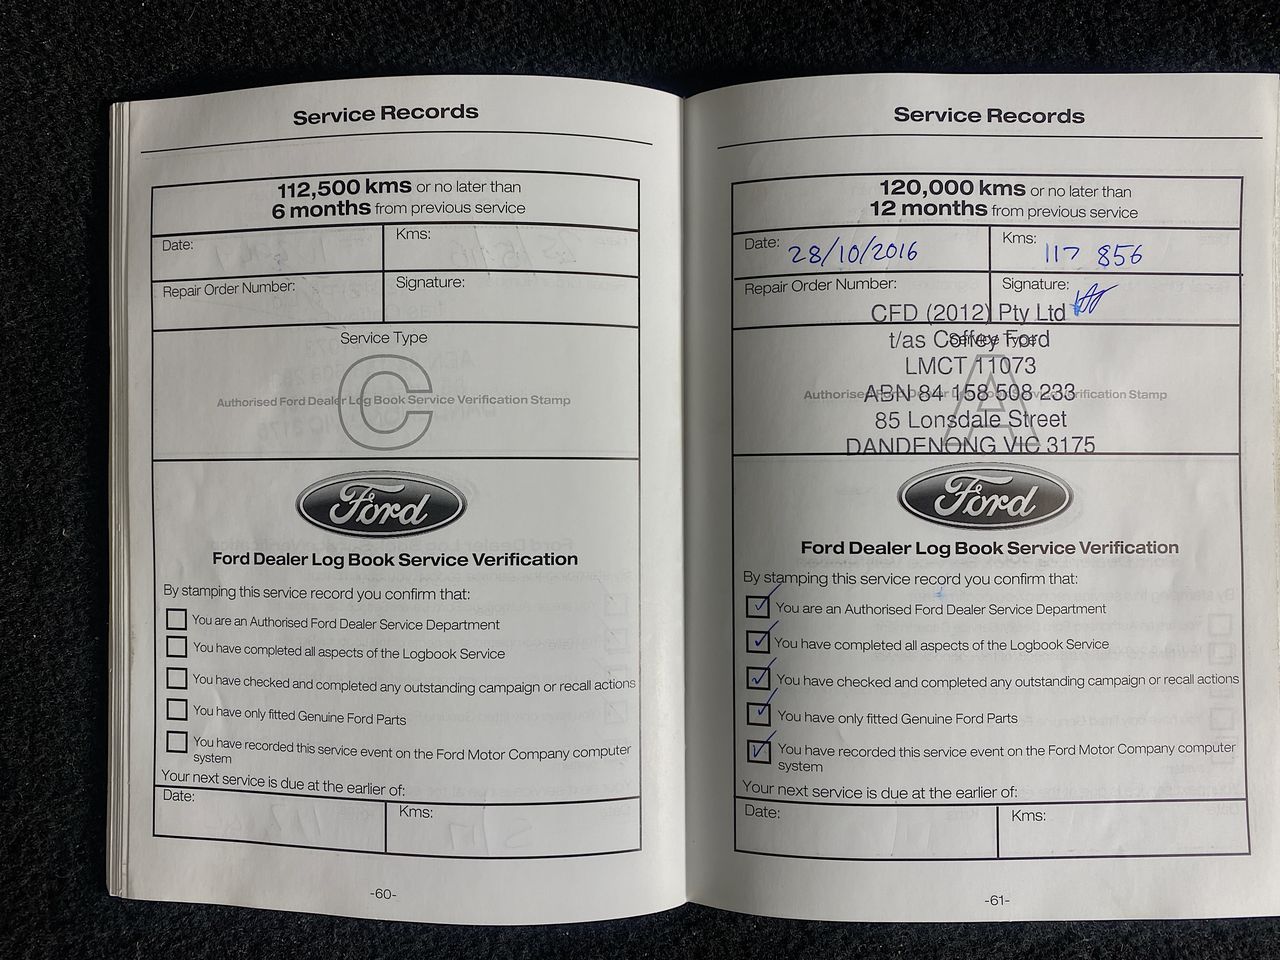 Service Records
112,500 kms or no later than
6 months from previous service
Date:
Kms:
Repair Order Number:
Signature:
Service Type
C
Authorised Ford Dealer Log Book Service Verification Stamp
Ford
Ford Dealer Log Book Service Verification
By stamping this service record you confirm that:
You are an Authorised Ford Dealer Service Department
You have completed all aspects of the Logbook Service
You have checked and completed any outstanding campaign or recall actions
You have only fitted Genuine Ford Parts
You have recorded this service event on the Ford Motor Company computer
system
Your next service is due at the earlier of:
Date:
Kms:
-60-
Service Records
120,000 kms or no later than
12 months from previous service
Date: 28/10/2016
Kms: 117 856
Repair Order Number:
Signature:
CFD (2012) Pty Ltd
t/as Coffey Ford
Service Type
LMCT 11073
A
ABN 84 158 508 233
Authorised Ford Dealer Log Book Service Verification Stamp
85 Lonsdale Street
DANDENONG VIC 3175
Ford
Ford Dealer Log Book Service Verification
By stamping this service record you confirm that:
You are an Authorised Ford Dealer Service Department
You have completed all aspects of the Logbook Service
You have checked and completed any outstanding campaign or recall actions
You have only fitted Genuine Ford Parts
You have recorded this service event on the Ford Motor Company computer
system
Your next service is due at the earlier of:
Date:
Kms:
-61-